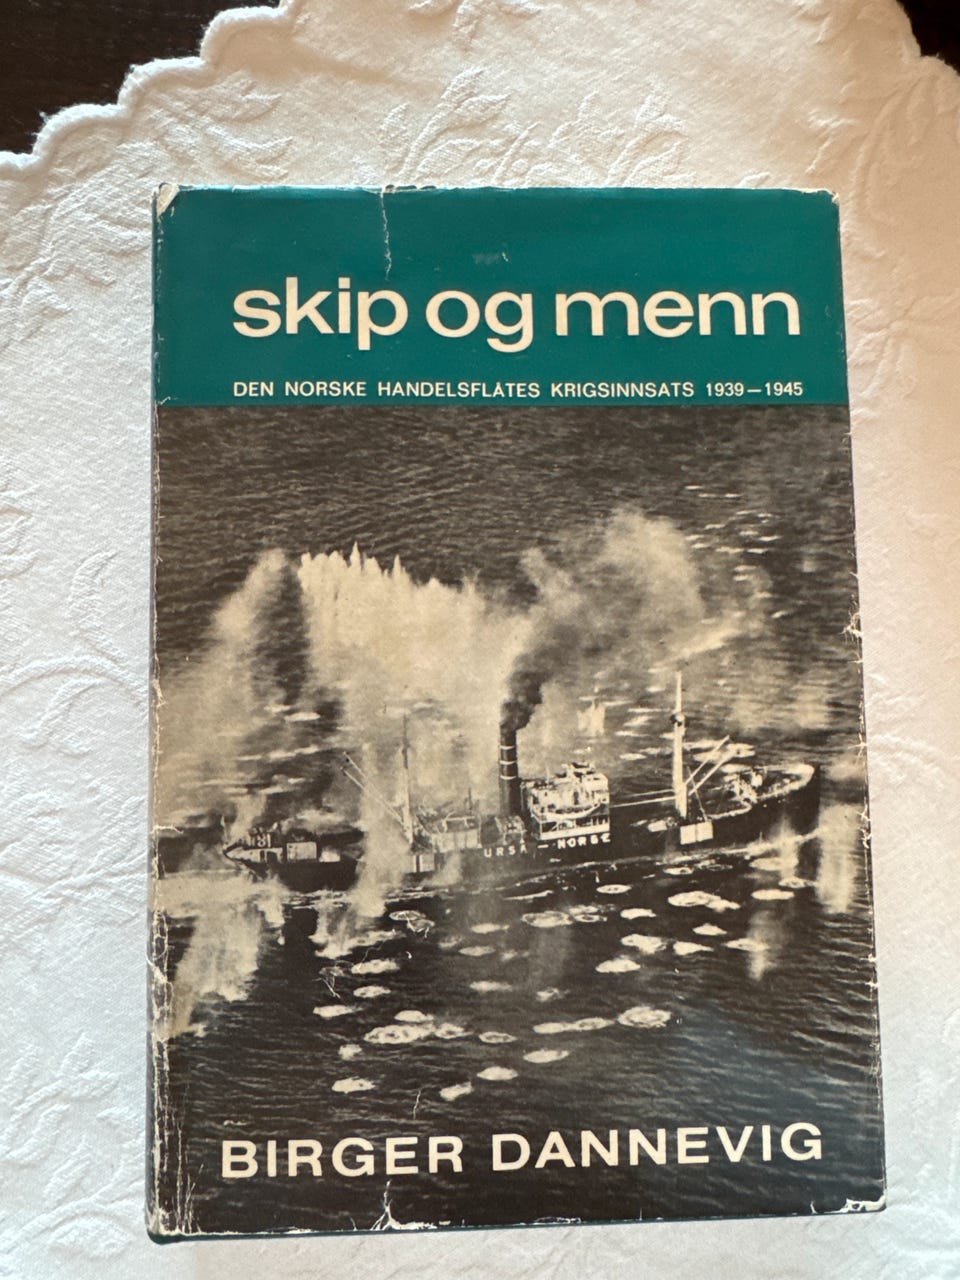 skip og menn
DEN NORSKE HANDELSFLÅTES KRIGSINNSATS 1939—1945
URSA — NORGE
BIRGER DANNEVIG